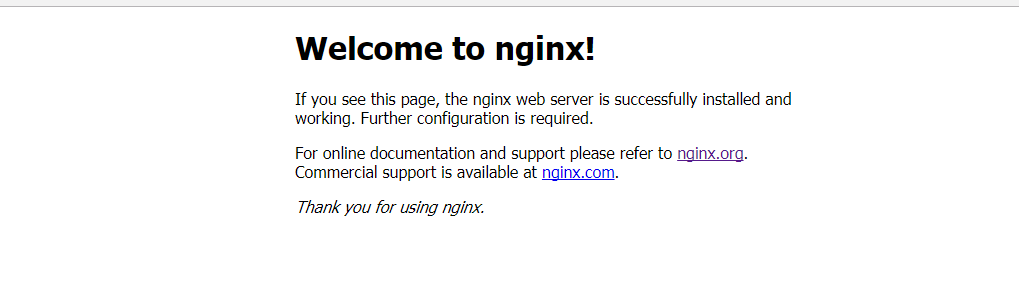 Welcome to nginx!
If you see this page, the nginx web server is successfully installed and
working. Further configuration is required.
For online documentation and support please refer to nginx.org.
Commercial support is available at nginx.com.
Thank you for using nginx.